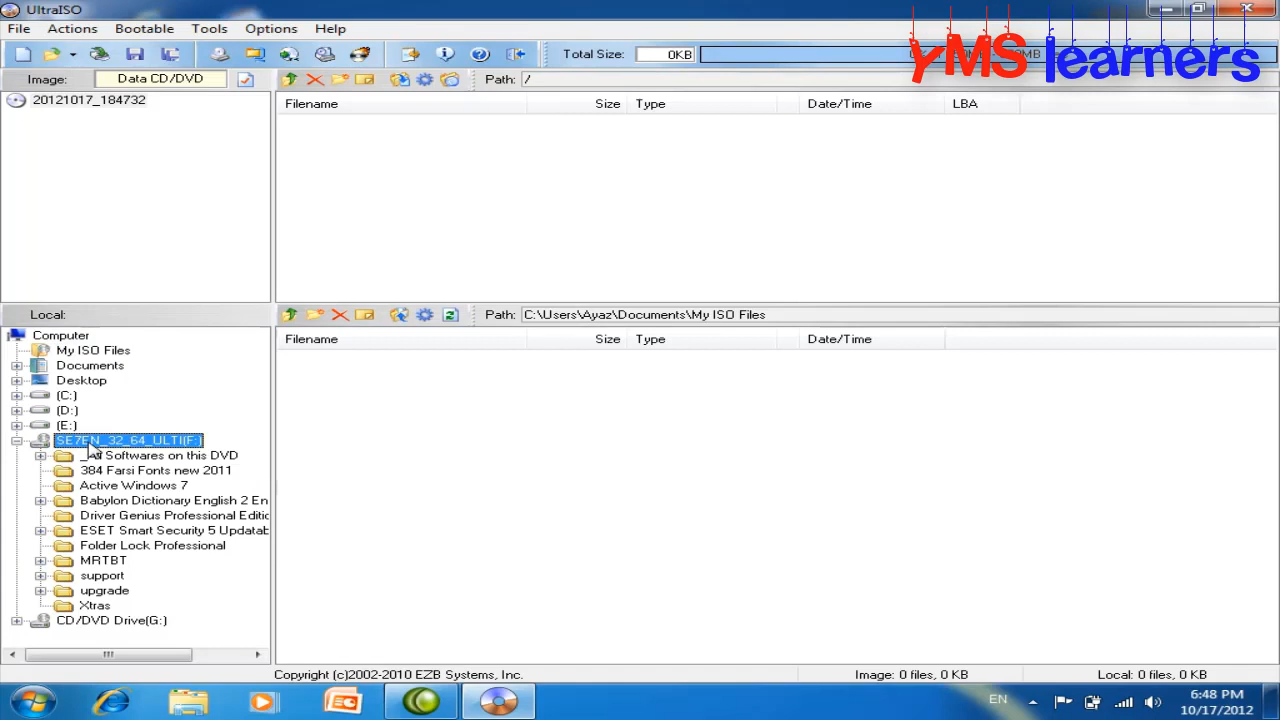 UltraISO
File Actions Bootable Tools Options Help
YMS learners
Total Size: 0KB
Image: Data CD/DVD
Path: /
20121017_184732
Filename Size Type Date/Time LBA
Local:
Path: C:\Users\Ayaz\Documents\My ISO Files
Filename Size Type Date/Time
Computer
My ISO Files
Documents
Desktop
(C:)
(D:)
(E:)
SE7EN_32_64_ULTI(F:)
_All Softwares on this DVD
384 Farsi Fonts new 2011
Active Windows 7
Babylon Dictionary English 2 En
Driver Genius Professional Editic
ESET Smart Security 5 Updatab
Folder Lock Professional
MRTBT
support
upgrade
Xtras
CD/DVD Drive(G:)
Copyright (c)2002-2010 EZB Systems, Inc.
Image: 0 files, 0 KB
Local: 0 files, 0 KB
EN
6:48 PM
10/17/2012